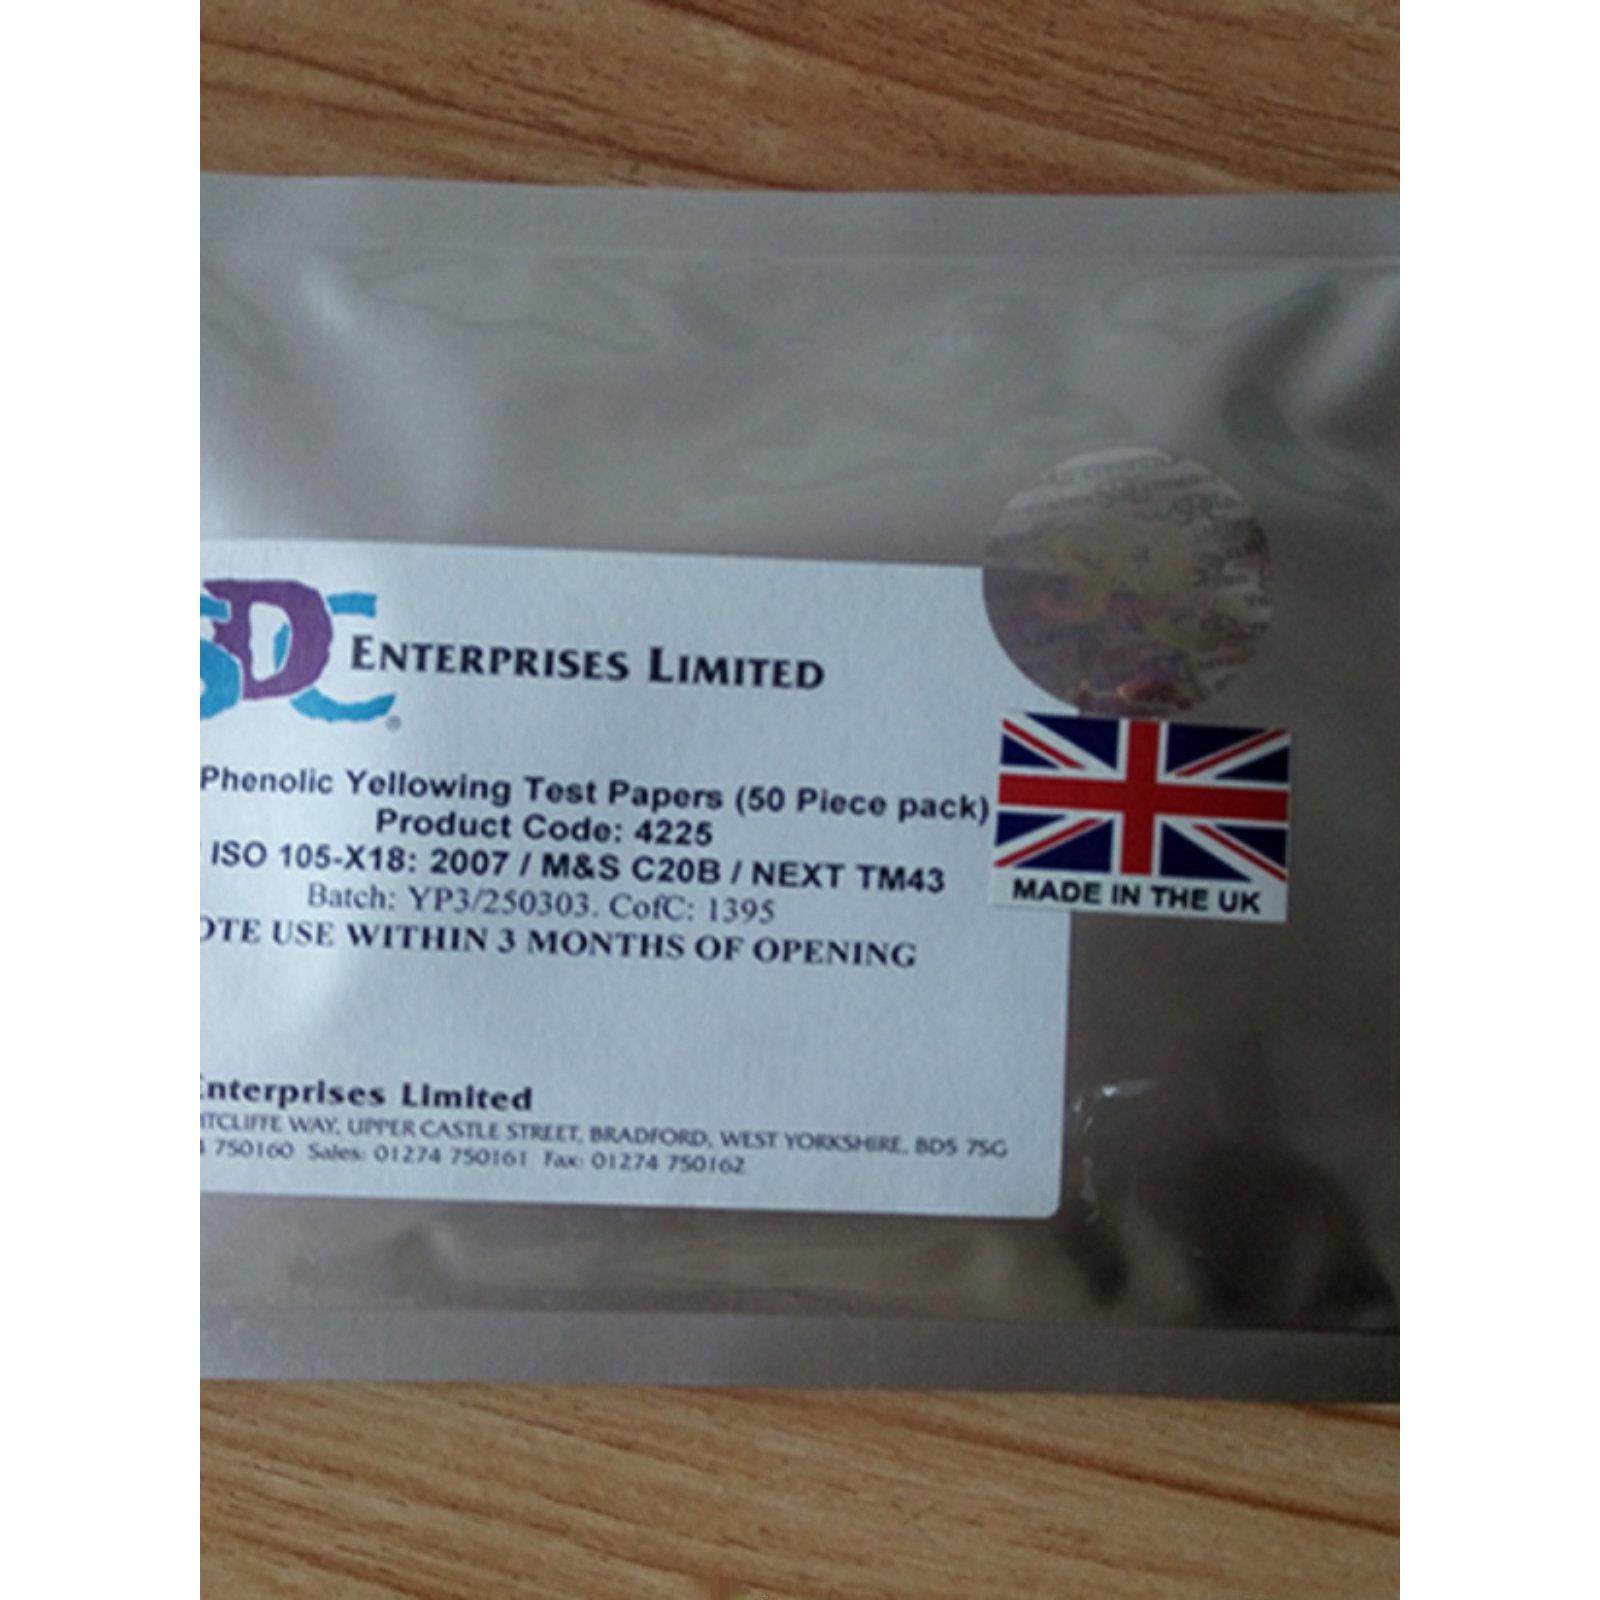 SDC ENTERPRISES LIMITED
®
Phenolic Yellowing Test Papers (50 Piece pack)
Product Code: 4225
ISO 105-X18: 2007 / M&S C20B / NEXT TM43
Batch: YP3/250303. CofC: 1395
OTE USE WITHIN 3 MONTHS OF OPENING
MADE IN THE UK
Enterprises Limited
TCLIFFE WAY, UPPER CASTLE STREET, BRADFORD, WEST YORKSHIRE, BD5 7SG
750160 Sales: 01274 750161 Fax: 01274 750162